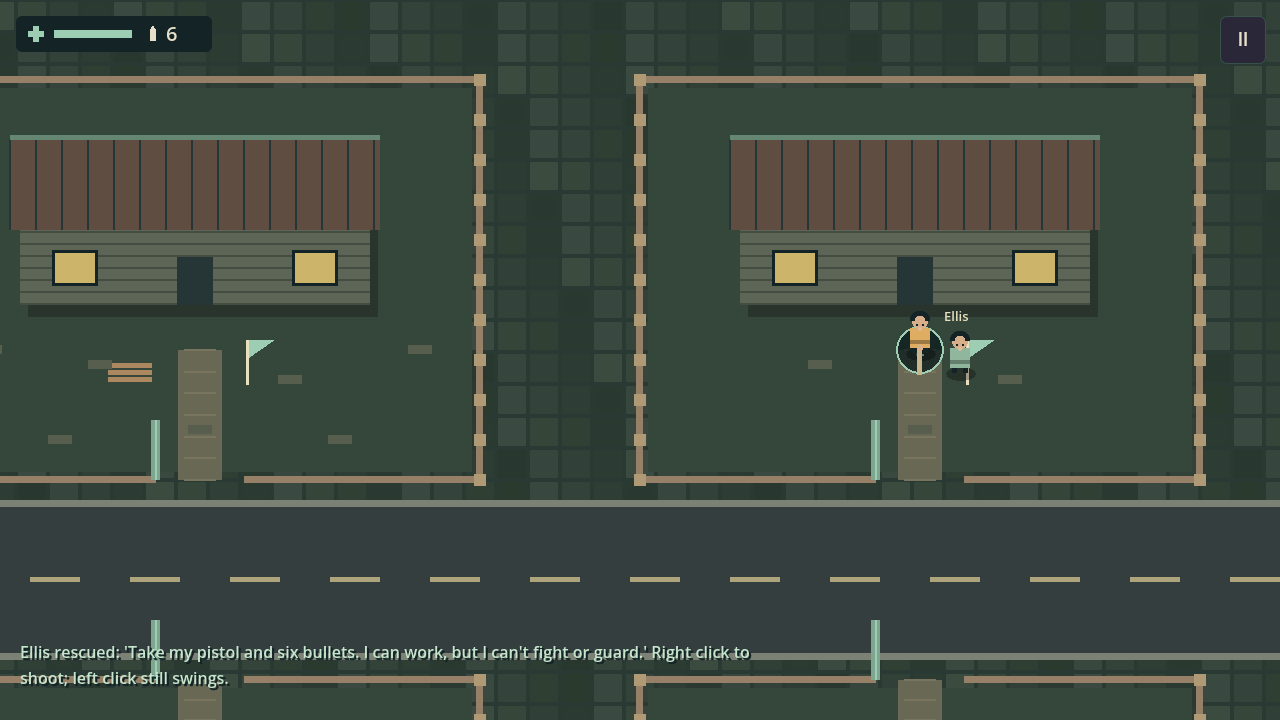 6
Ellis
Ellis rescued: 'Take my pistol and six bullets. I can work, but I can't fight or guard.' Right click to
shoot; left click still swings.